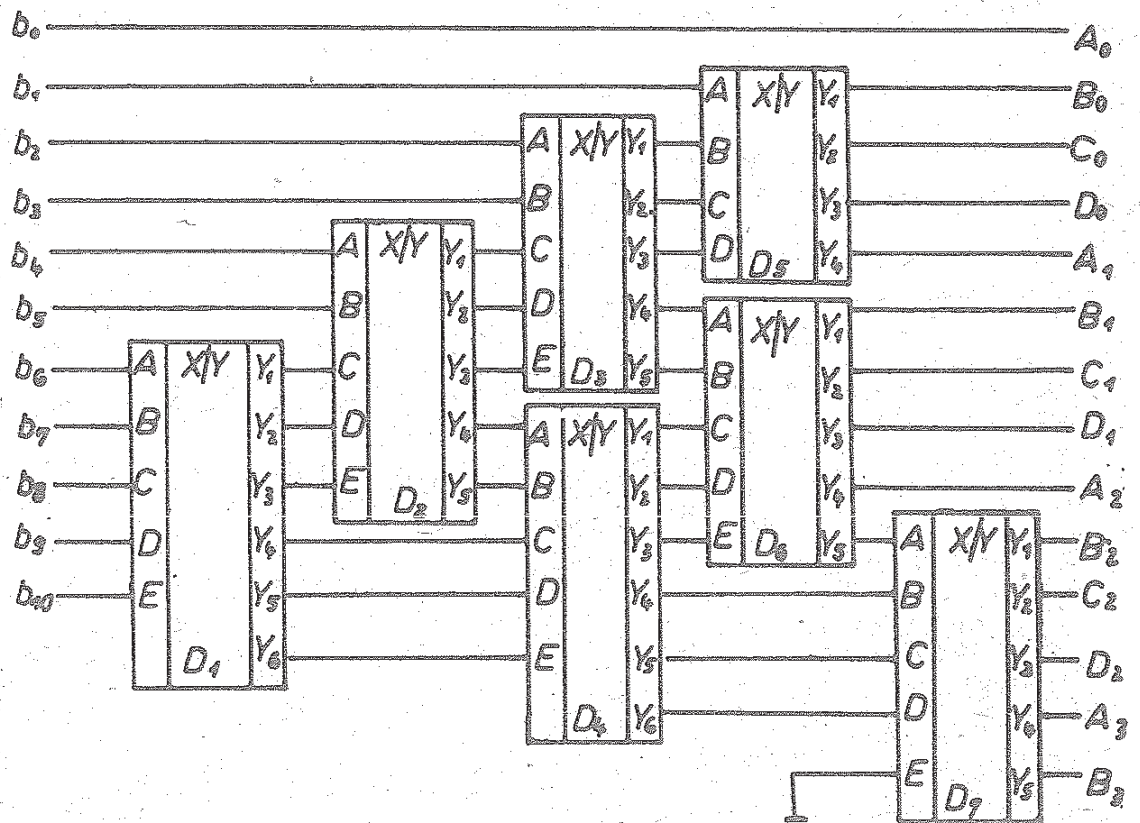 b₀ A₀
b₁ A X/Y Y₁ B₀
b₂ A X/Y Y₁ B Y₂ C₀
b₃ B Y₂ C Y₃ D₀
b₄ A X/Y Y₁ C Y₃ D D₅ Y₄ A₁
b₅ B Y₂ D Y₄ A X/Y Y₁ B₁
b₆ A X/Y Y₁ C Y₃ E D₃ Y₅ B Y₂ C₁
b₇ B Y₂ D Y₄ A X/Y Y₁ C Y₃ D₁
b₈ C Y₃ E D₂ Y₅ B Y₂ D Y₄ A₂
b₉ D Y₄ C Y₃ E D₆ Y₅ A X/Y Y₁ B₂
b₁₀ E Y₅ D Y₄ B Y₂ C₂
D₁ Y₆ E Y₅ C Y₃ D₂
D₄ Y₆ D Y₄ A₃
E D₇ Y₅ B₃